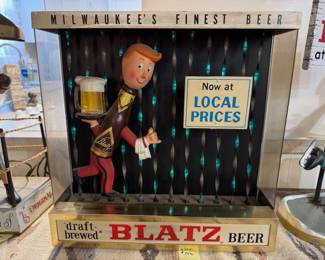 MILWAUKEE'S FINEST BEER
Now at
LOCAL
PRICES
"draft-
brewed" BLATZ BEER